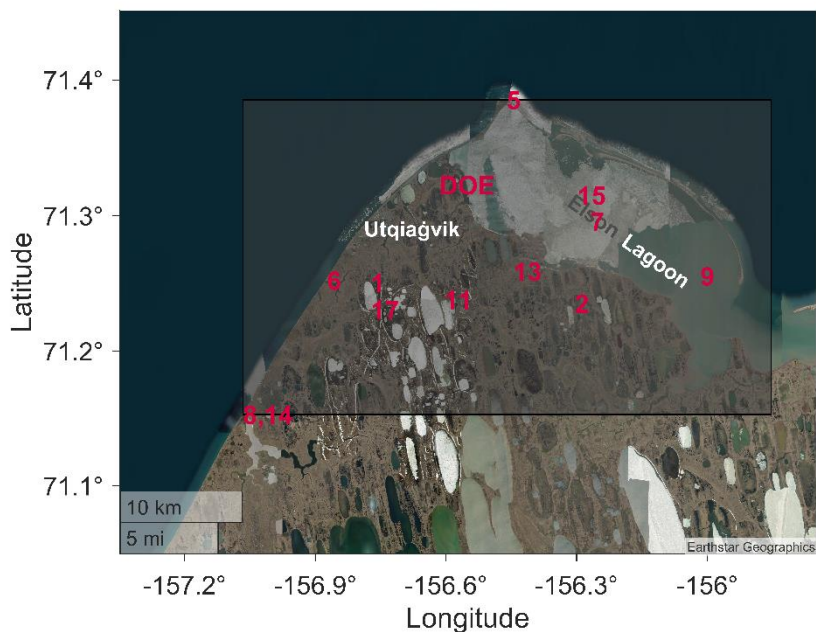 71.4°
71.3°
71.2°
71.1°
Latitude
5
DOE
15
Elson
7
Lagoon
Utqiaġvik
6
1
17
11
13
2
9
8,14
10 km
5 mi
Earthstar Geographics
-157.2°
-156.9°
-156.6°
-156.3°
-156°
Longitude